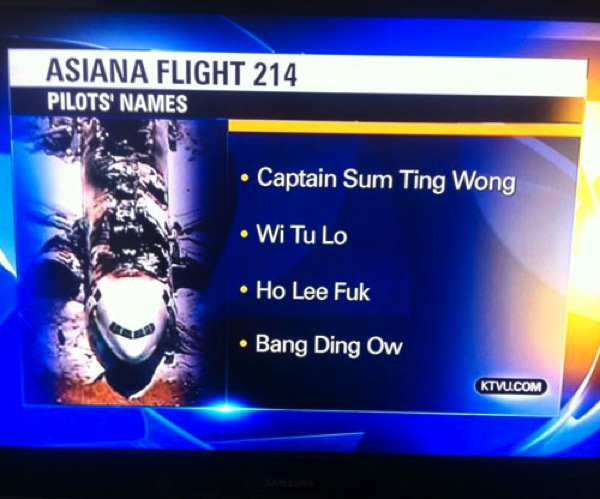 ASIANA FLIGHT 214
PILOTS' NAMES
• Captain Sum Ting Wong
• Wi Tu Lo
• Ho Lee Fuk
• Bang Ding Ow
KTVU.COM
SAMSUNG